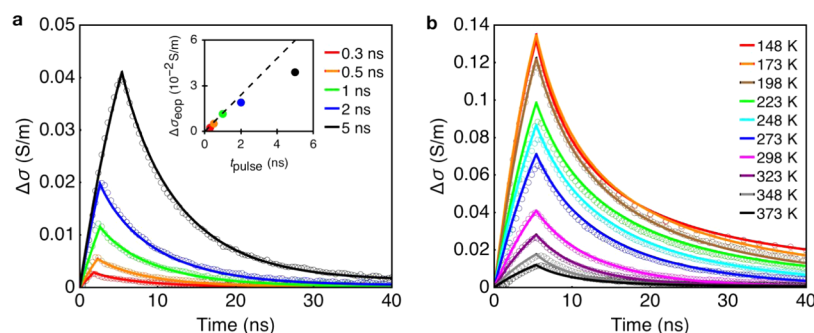 a
0.05
0.04
0.03
0.02
0.01
0
Δσ (S/m)
0 10 20 30 40
Time (ns)
6
3
0
Δσeop (10⁻² S/m)
0 2 4 6
tpulse (ns)
0.3 ns
0.5 ns
1 ns
2 ns
5 ns
b
0.14
0.12
0.1
0.08
0.06
0.04
0.02
0
Δσ (S/m)
0 10 20 30 40
Time (ns)
148 K
173 K
198 K
223 K
248 K
273 K
298 K
323 K
348 K
373 K